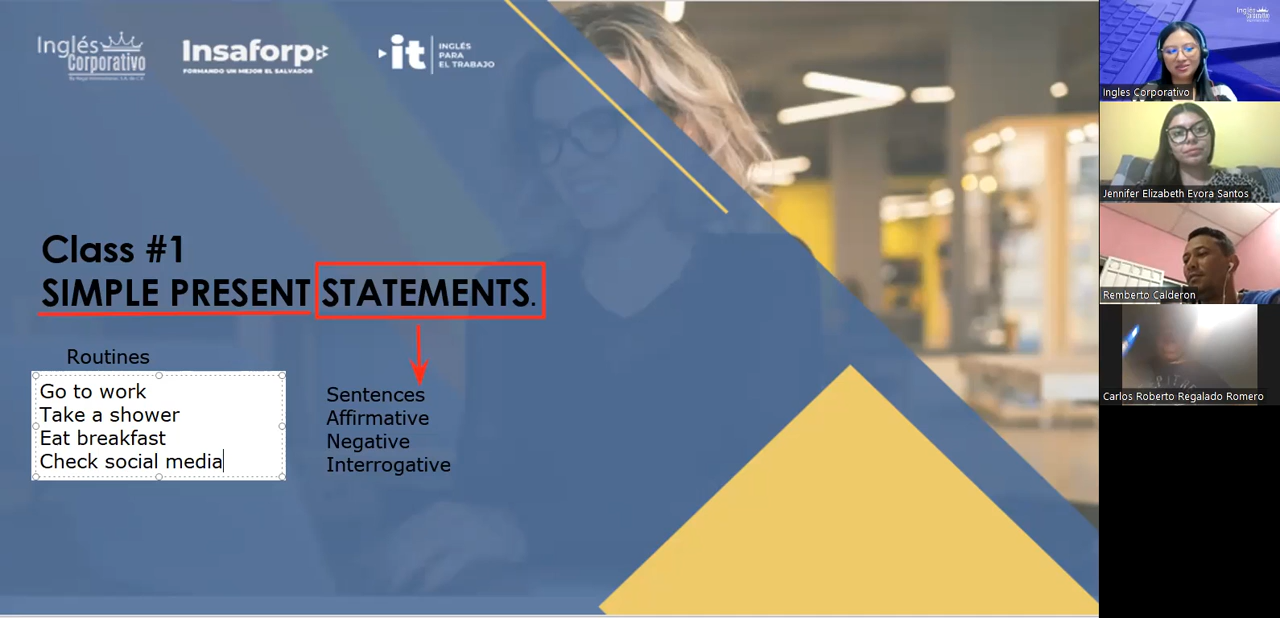 Inglés
Corporativo
Insaforp
FORMANDO UN MEJOR EL SALVADOR
it
INGLÉS
PARA
EL TRABAJO
Class #1
SIMPLE PRESENT STATEMENTS.
Routines
Go to work
Take a shower
Eat breakfast
Check social media
Sentences
Affirmative
Negative
Interrogative
Ingles Corporativo
Jennifer Elizabeth Evora Santos
Remberto Calderon
Carlos Roberto Regalado Romero